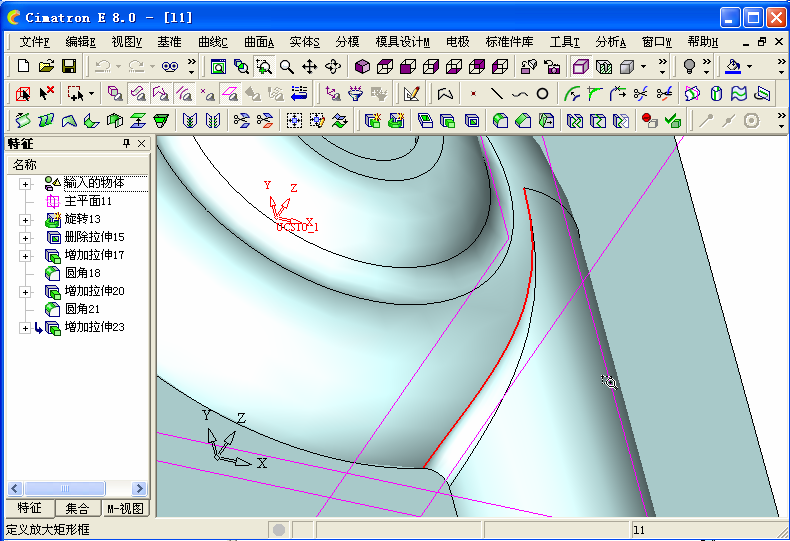 Cimatron E 8.0 - [l1]
文件F 编辑E 视图V 基准 曲线C 曲面A 实体S 分模 模具设计M 电极 标准件库 工具T 分析A 窗口W 帮助H
特征
名称
输入的物体
主平面11
旋转13
删除拉伸15
增加拉伸17
圆角18
增加拉伸20
圆角21
增加拉伸23
特征 集合 M-视图
定义放大矩形框 l1
Y Z X
UCS10_1
Y Z X